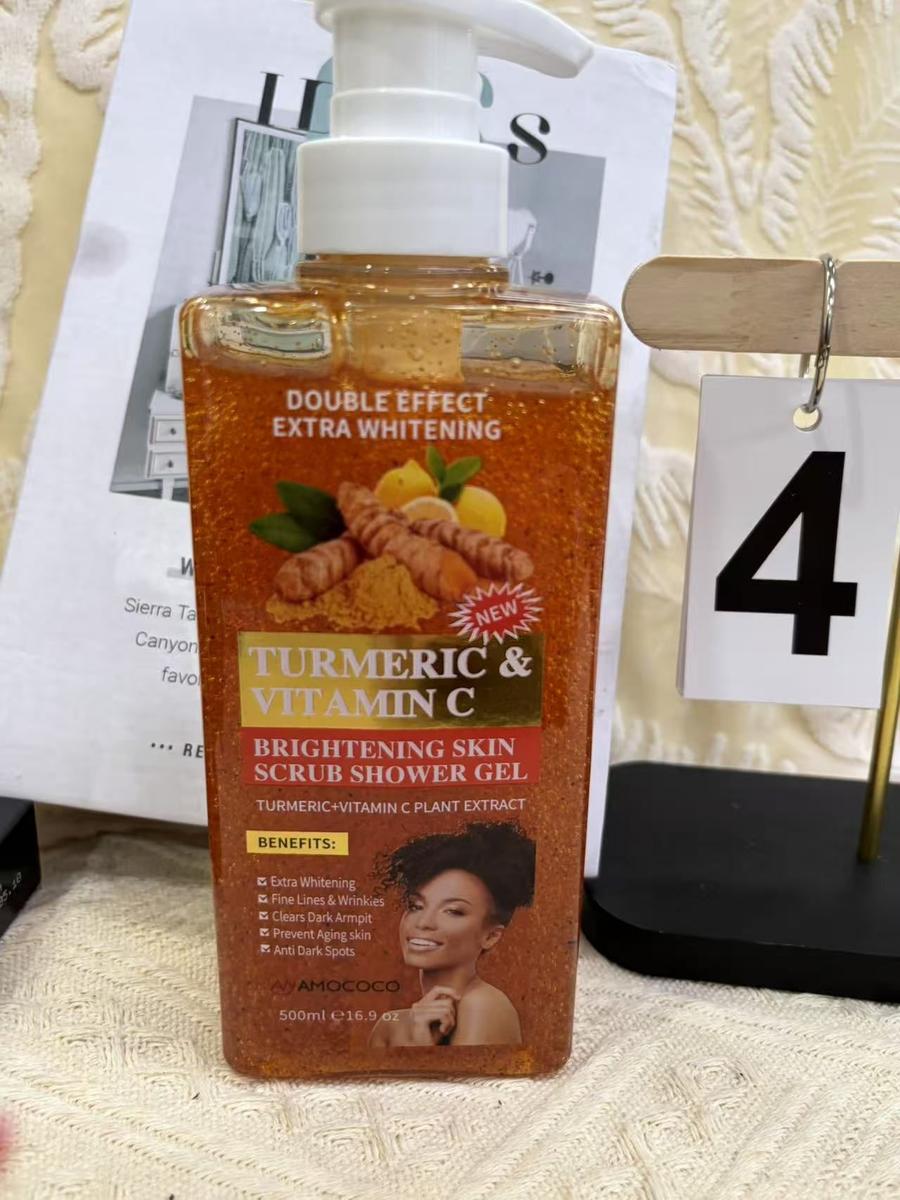 DOUBLE EFFECT
EXTRA WHITENING
NEW
TURMERIC &
VITAMIN C
BRIGHTENING SKIN
SCRUB SHOWER GEL
TURMERIC+VITAMIN C PLANT EXTRACT
BENEFITS:
Extra Whitening
Fine Lines & Wrinkles
Clears Dark Armpit
Prevent Aging skin
Anti Dark Spots
AMOCOCO
500ml ℮16.9 oz
4
Sierra
Canyon